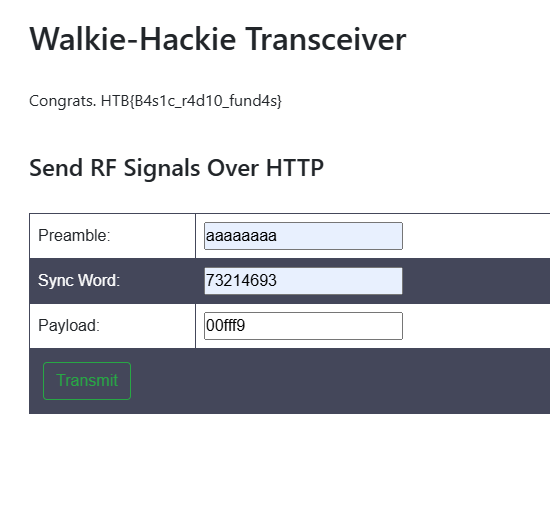 Walkie-Hackie Transceiver
Congrats. HTB{B4s1c_r4d10_fund4s}
Send RF Signals Over HTTP
Preamble: aaaaaaaa
Sync Word: 73214693
Payload: 00fff9
Transmit